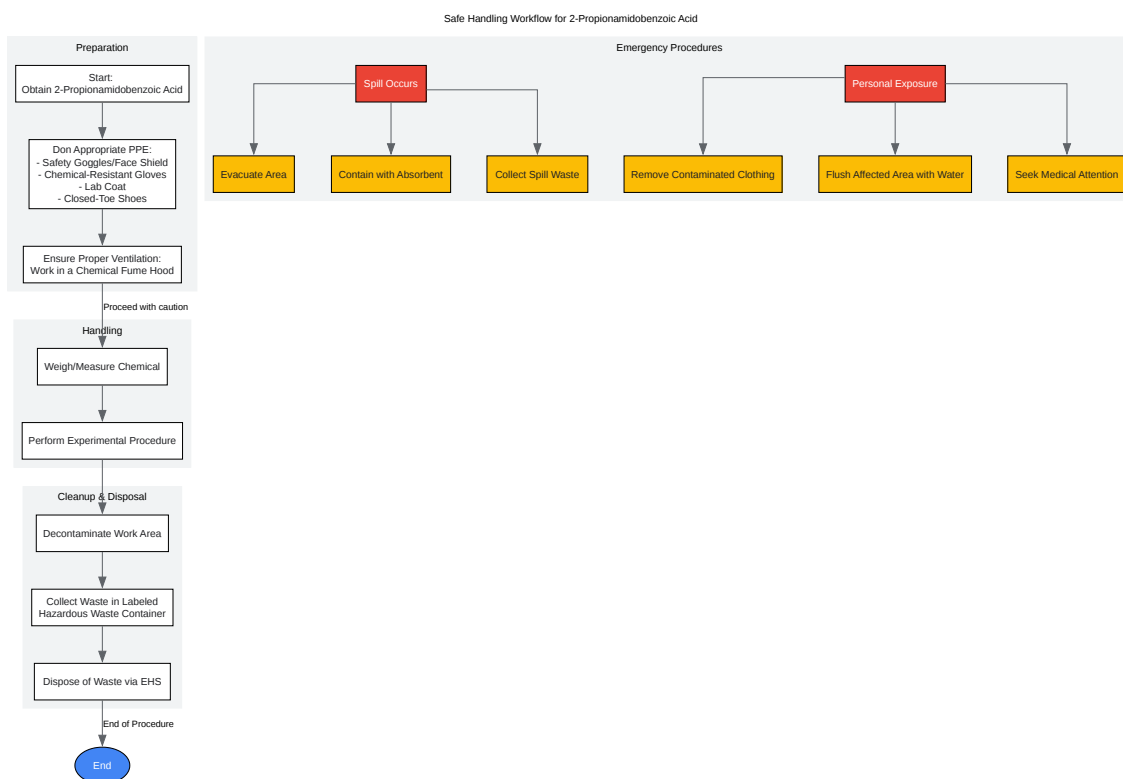 Safe Handling Workflow for 2-Propionamidobenzoic Acid
Preparation
Start:
Obtain 2-Propionamidobenzoic Acid
Don Appropriate PPE:
- Safety Goggles/Face Shield
- Chemical-Resistant Gloves
- Lab Coat
- Closed-Toe Shoes
Ensure Proper Ventilation:
Work in a Chemical Fume Hood
Proceed with caution
Handling
Weigh/Measure Chemical
Perform Experimental Procedure
Cleanup & Disposal
Decontaminate Work Area
Collect Waste in Labeled
Hazardous Waste Container
Dispose of Waste via EHS
End of Procedure
End
Emergency Procedures
Spill Occurs
Evacuate Area
Contain with Absorbent
Collect Spill Waste
Personal Exposure
Remove Contaminated Clothing
Flush Affected Area with Water
Seek Medical Attention